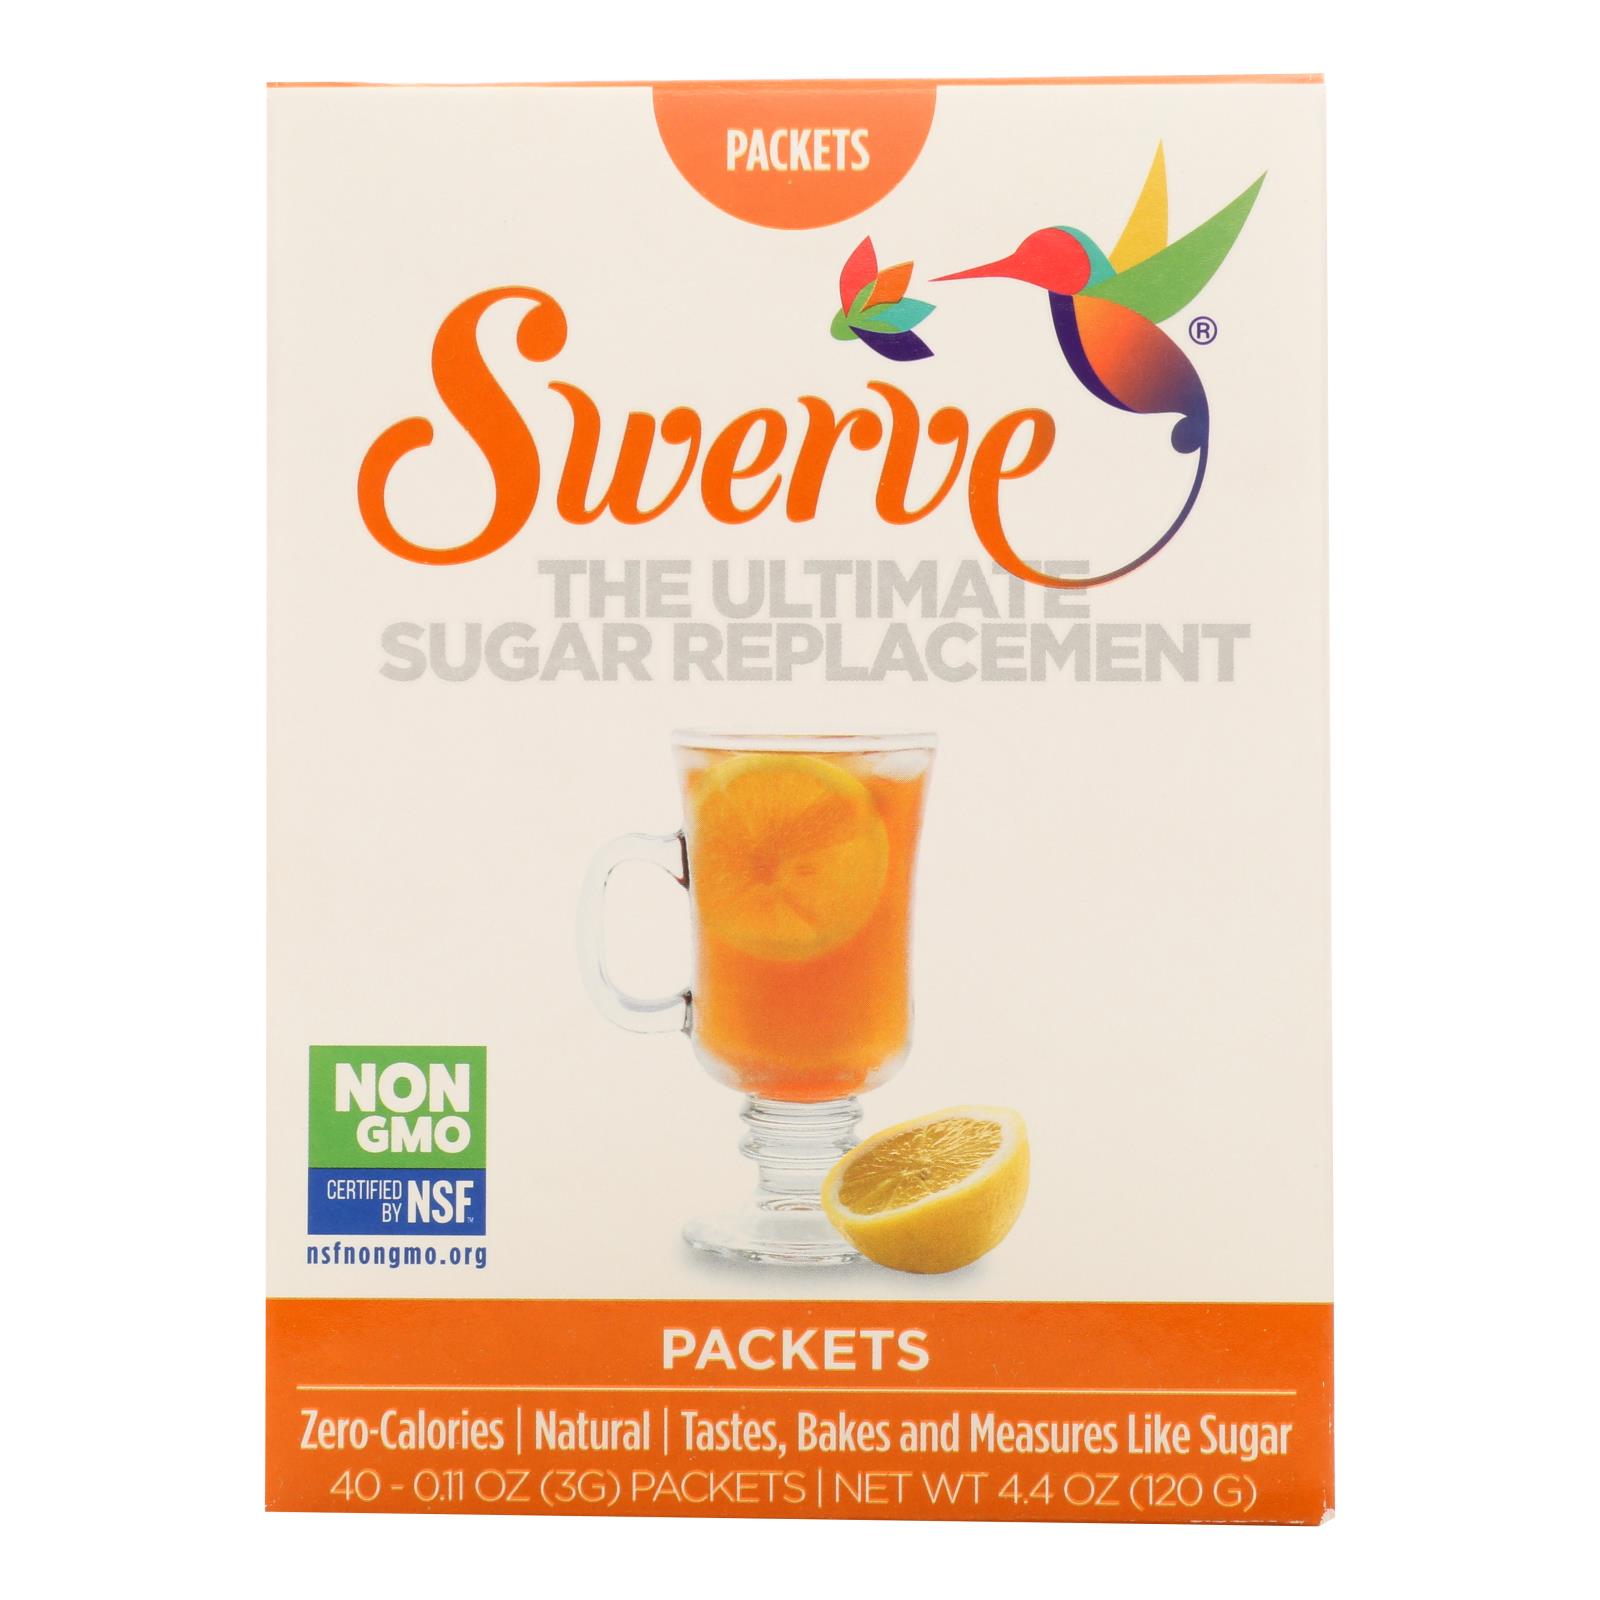 PACKETS
Swerve®
THE ULTIMATE
SUGAR REPLACEMENT
NON
GMO
CERTIFIED
BY NSF™
nsfnongmo.org
PACKETS
Zero-Calories | Natural | Tastes, Bakes and Measures Like Sugar
40 - 0.11 OZ (3G) PACKETS | NET WT 4.4 OZ (120 G)